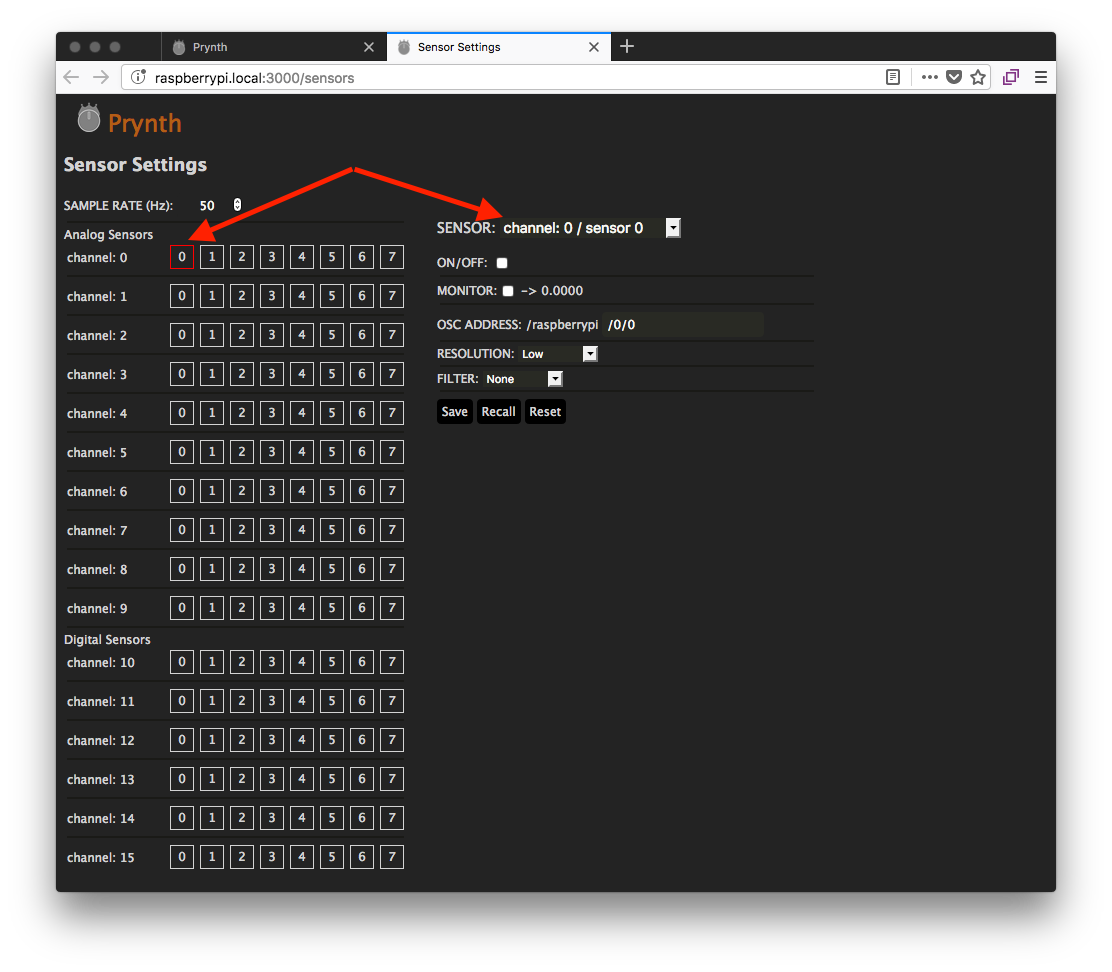 Prynth
Sensor Settings
raspberrypi.local:3000/sensors
Prynth
Sensor Settings
SAMPLE RATE (Hz): 50
Analog Sensors
channel: 0 0 1 2 3 4 5 6 7
channel: 1 0 1 2 3 4 5 6 7
channel: 2 0 1 2 3 4 5 6 7
channel: 3 0 1 2 3 4 5 6 7
channel: 4 0 1 2 3 4 5 6 7
channel: 5 0 1 2 3 4 5 6 7
channel: 6 0 1 2 3 4 5 6 7
channel: 7 0 1 2 3 4 5 6 7
channel: 8 0 1 2 3 4 5 6 7
channel: 9 0 1 2 3 4 5 6 7
Digital Sensors
channel: 10 0 1 2 3 4 5 6 7
channel: 11 0 1 2 3 4 5 6 7
channel: 12 0 1 2 3 4 5 6 7
channel: 13 0 1 2 3 4 5 6 7
channel: 14 0 1 2 3 4 5 6 7
channel: 15 0 1 2 3 4 5 6 7
SENSOR: channel: 0 / sensor 0
ON/OFF:
MONITOR: -> 0.0000
OSC ADDRESS: /raspberrypi /0/0
RESOLUTION: Low
FILTER: None
Save Recall Reset